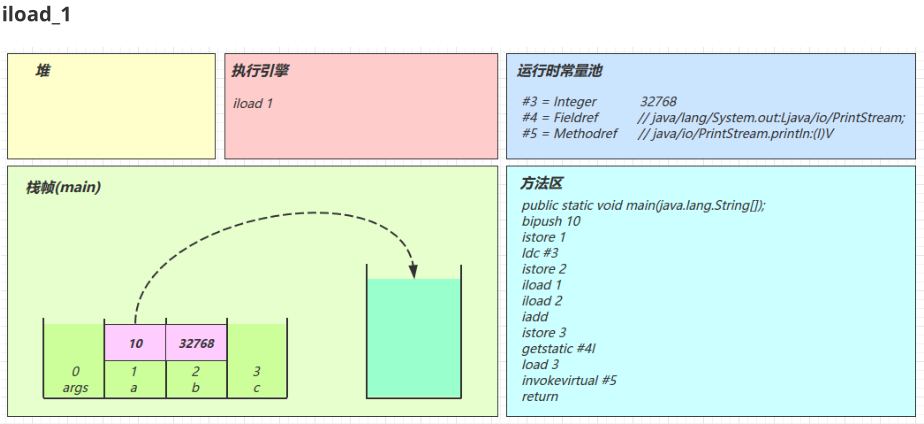 iload_1
堆
执行引擎
iload 1
运行时常量池
#3 = Integer 32768
#4 = Fieldref // java/lang/System.out:Ljava/io/PrintStream;
#5 = Methodref // java/io/PrintStream.println:(I)V
栈帧(main)
10 32768
0 1 2 3
args a b c
方法区
public static void main(java.lang.String[]);
bipush 10
istore 1
ldc #3
istore 2
iload 1
iload 2
iadd
istore 3
getstatic #4l
load 3
invokevirtual #5
return